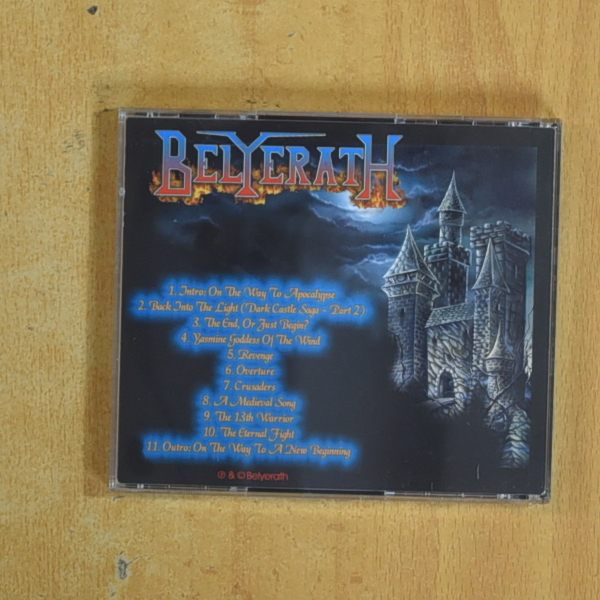 BELYERATH
1. Intro: On The Way To Apocalypse
2. Back Into The Light (Dark Castle Saga - Part 2)
3. The End, Or Just Begin?
4. Yasmine Goddess Of The Wind
5. Revenge
6. Overture
7. Crusaders
8. A Medieval Song
9. The 13th Warrior
10. The Eternal Fight
11. Outro: On The Way To A New Beginning
℗ & © Belyerath